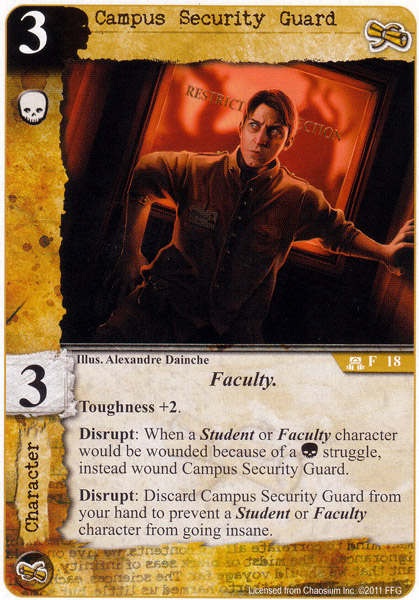 3
Campus Security Guard
RESTRICT
CTION
Illus. Alexandre Dainche
F 18
3
Faculty.
Toughness +2.
Disrupt: When a Student or Faculty character
would be wounded because of a struggle,
instead wound Campus Security Guard.
Disrupt: Discard Campus Security Guard from
your hand to prevent a Student or Faculty
character from going insane.
Character
Licensed from Chaosium Inc. ©2011 FFG